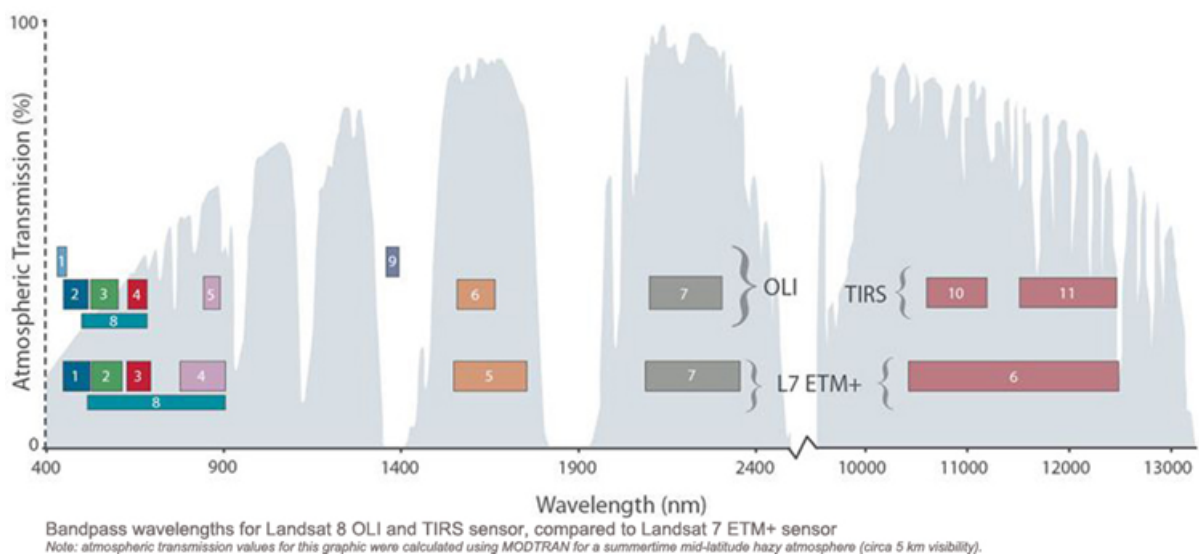 100
Atmospheric Transmission (%)
0
1
9
2 3 4 5 6 7 OLI TIRS 10 11
8
1 2 3 4 5 7 L7 ETM+ 6
8
400 900 1400 1900 2400 10000 11000 12000 13000
Wavelength (nm)
Bandpass wavelengths for Landsat 8 OLI and TIRS sensor, compared to Landsat 7 ETM+ sensor
Note: atmospheric transmission values for this graphic were calculated using MODTRAN for a summertime mid-latitude hazy atmosphere (circa 5 km visibility).